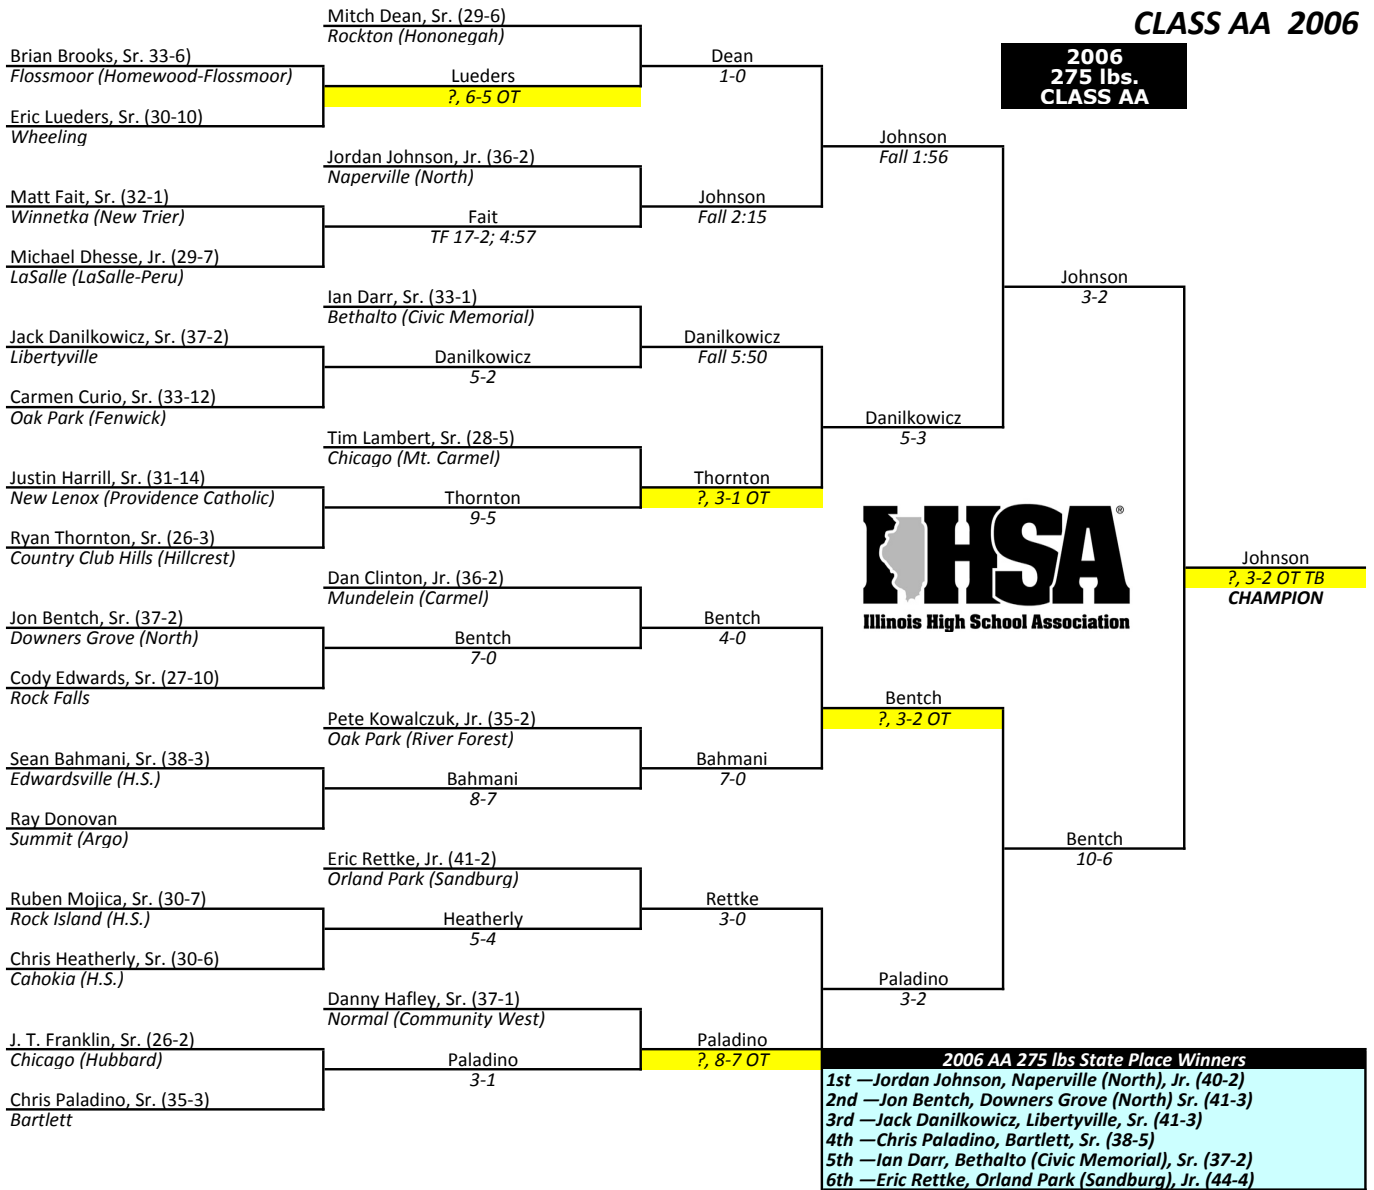 CLASS AA 2006
2006
275 lbs.
CLASS AA
Brian Brooks, Sr. 33-6)
Flossmoor (Homewood-Flossmoor)
Eric Lueders, Sr. (30-10)
Wheeling
Matt Fait, Sr. (32-1)
Winnetka (New Trier)
Michael Dhesse, Jr. (29-7)
LaSalle (LaSalle-Peru)
Jack Danilkowicz, Sr. (37-2)
Libertyville
Carmen Curio, Sr. (33-12)
Oak Park (Fenwick)
Justin Harrill, Sr. (31-14)
New Lenox (Providence Catholic)
Ryan Thornton, Sr. (26-3)
Country Club Hills (Hillcrest)
Jon Bentch, Sr. (37-2)
Downers Grove (North)
Cody Edwards, Sr. (27-10)
Rock Falls
Sean Bahmani, Sr. (38-3)
Edwardsville (H.S.)
Ray Donovan
Summit (Argo)
Ruben Mojica, Sr. (30-7)
Rock Island (H.S.)
Chris Heatherly, Sr. (30-6)
Cahokia (H.S.)
J. T. Franklin, Sr. (26-2)
Chicago (Hubbard)
Chris Paladino, Sr. (35-3)
Bartlett
Mitch Dean, Sr. (29-6)
Rockton (Hononegah)
Lueders
?, 6-5 OT
Jordan Johnson, Jr. (36-2)
Naperville (North)
Fait
TF 17-2; 4:57
Ian Darr, Sr. (33-1)
Bethalto (Civic Memorial)
Danilkowicz
5-2
Tim Lambert, Sr. (28-5)
Chicago (Mt. Carmel)
Thornton
9-5
Dan Clinton, Jr. (36-2)
Mundelein (Carmel)
Bentch
7-0
Pete Kowalczuk, Jr. (35-2)
Oak Park (River Forest)
Bahmani
8-7
Eric Rettke, Jr. (41-2)
Orland Park (Sandburg)
Heatherly
5-4
Danny Hafley, Sr. (37-1)
Normal (Community West)
Paladino
3-1
Dean
1-0
Johnson
Fall 2:15
Danilkowicz
Fall 5:50
Thornton
?, 3-1 OT
Bentch
4-0
Bahmani
7-0
Rettke
3-0
Paladino
?, 8-7 OT
Johnson
Fall 1:56
Danilkowicz
5-3
Bentch
?, 3-2 OT
Paladino
3-2
Johnson
3-2
Bentch
10-6
Johnson
?, 3-2 OT TB
CHAMPION
IHSA®
Illinois High School Association
2006 AA 275 lbs State Place Winners
1st —Jordan Johnson, Naperville (North), Jr. (40-2)
2nd —Jon Bentch, Downers Grove (North) Sr. (41-3)
3rd —Jack Danilkowicz, Libertyville, Sr. (41-3)
4th —Chris Paladino, Bartlett, Sr. (38-5)
5th —Ian Darr, Bethalto (Civic Memorial), Sr. (37-2)
6th —Eric Rettke, Orland Park (Sandburg), Jr. (44-4)